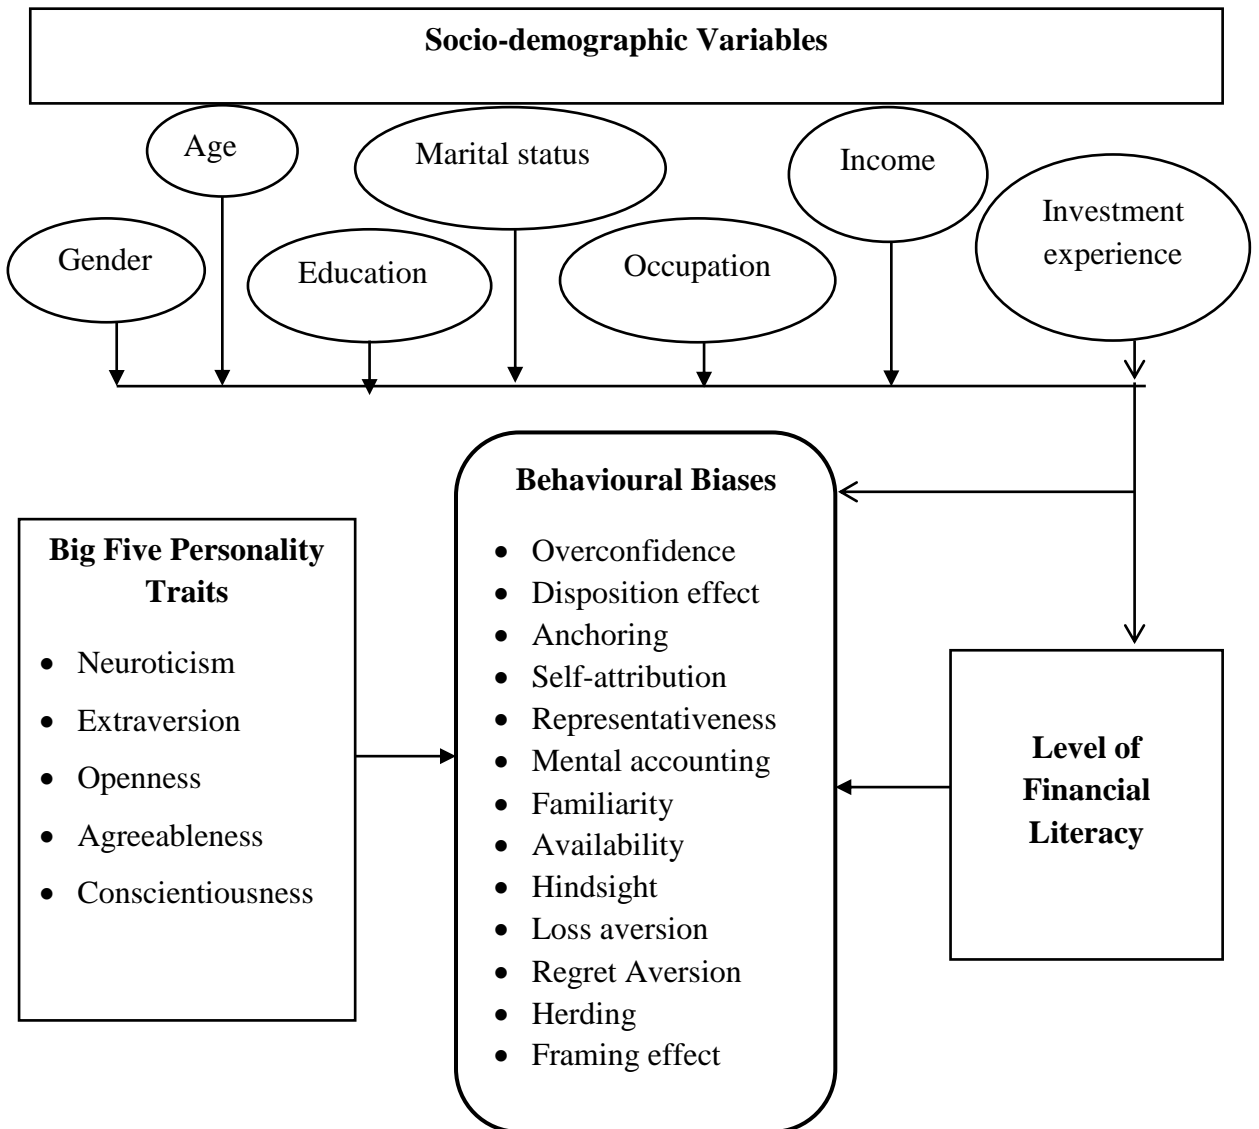 Socio-demographic Variables
Age
Marital status
Income
Investment
experience
Gender
Education
Occupation
Behavioural Biases
• Overconfidence
• Disposition effect
• Anchoring
• Self-attribution
• Representativeness
• Mental accounting
• Familiarity
• Availability
• Hindsight
• Loss aversion
• Regret Aversion
• Herding
• Framing effect
Big Five Personality
Traits
• Neuroticism
• Extraversion
• Openness
• Agreeableness
• Conscientiousness
Level of
Financial
Literacy